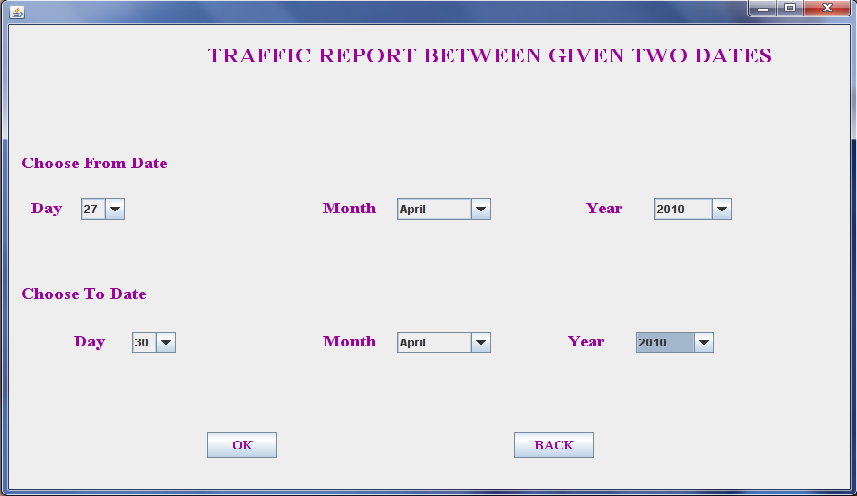 TRAFFIC REPORT BETWEEN GIVEN TWO DATES
Choose From Date
Day 27 Month April Year 2010
Choose To Date
Day 30 Month April Year 2010
OK BACK